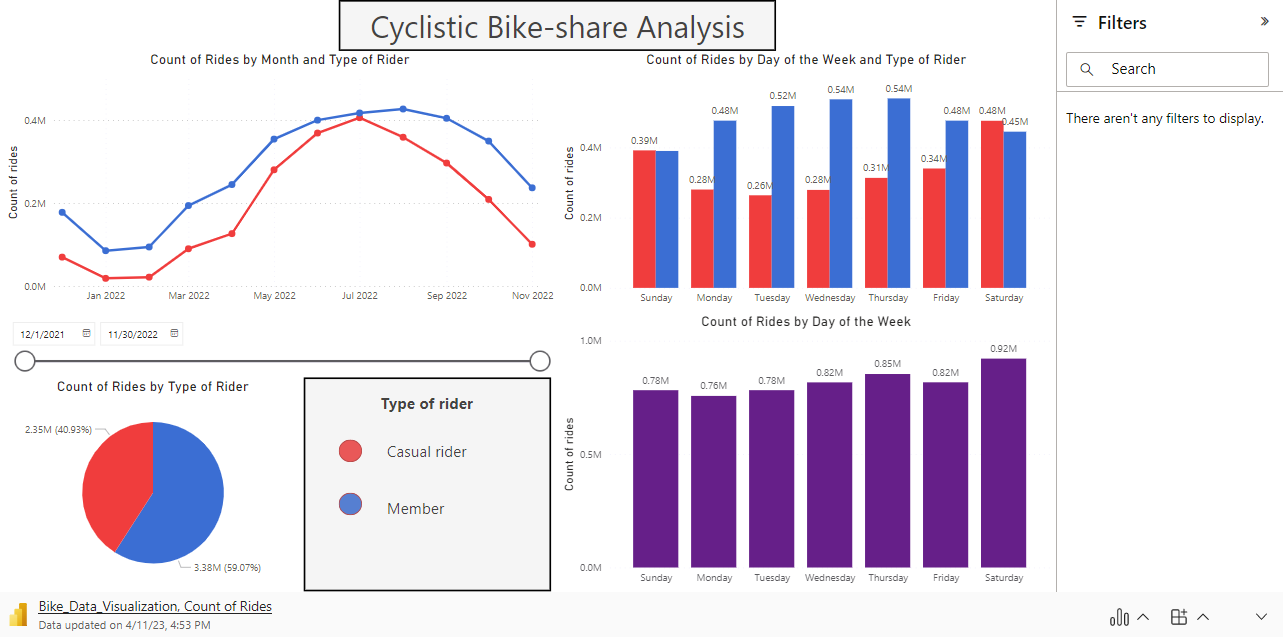 Cyclistic Bike-share Analysis
Count of Rides by Month and Type of Rider
Count of rides
0.4M
0.2M
0.0M
Jan 2022 Mar 2022 May 2022 Jul 2022 Sep 2022 Nov 2022
Count of Rides by Day of the Week and Type of Rider
Count of rides
0.4M
0.2M
0.0M
0.39M 0.28M 0.48M 0.26M 0.52M 0.28M 0.54M 0.31M 0.54M 0.34M 0.48M 0.48M 0.45M
Sunday Monday Tuesday Wednesday Thursday Friday Saturday
12/1/2021 11/30/2022
Count of Rides by Type of Rider
2.35M (40.93%)
3.38M (59.07%)
Type of rider
Casual rider
Member
Count of Rides by Day of the Week
Count of rides
1.0M
0.5M
0.0M
0.78M 0.76M 0.78M 0.82M 0.85M 0.82M 0.92M
Sunday Monday Tuesday Wednesday Thursday Friday Saturday
Filters
Search
There aren't any filters to display.
Bike_Data_Visualization, Count of Rides
Data updated on 4/11/23, 4:53 PM